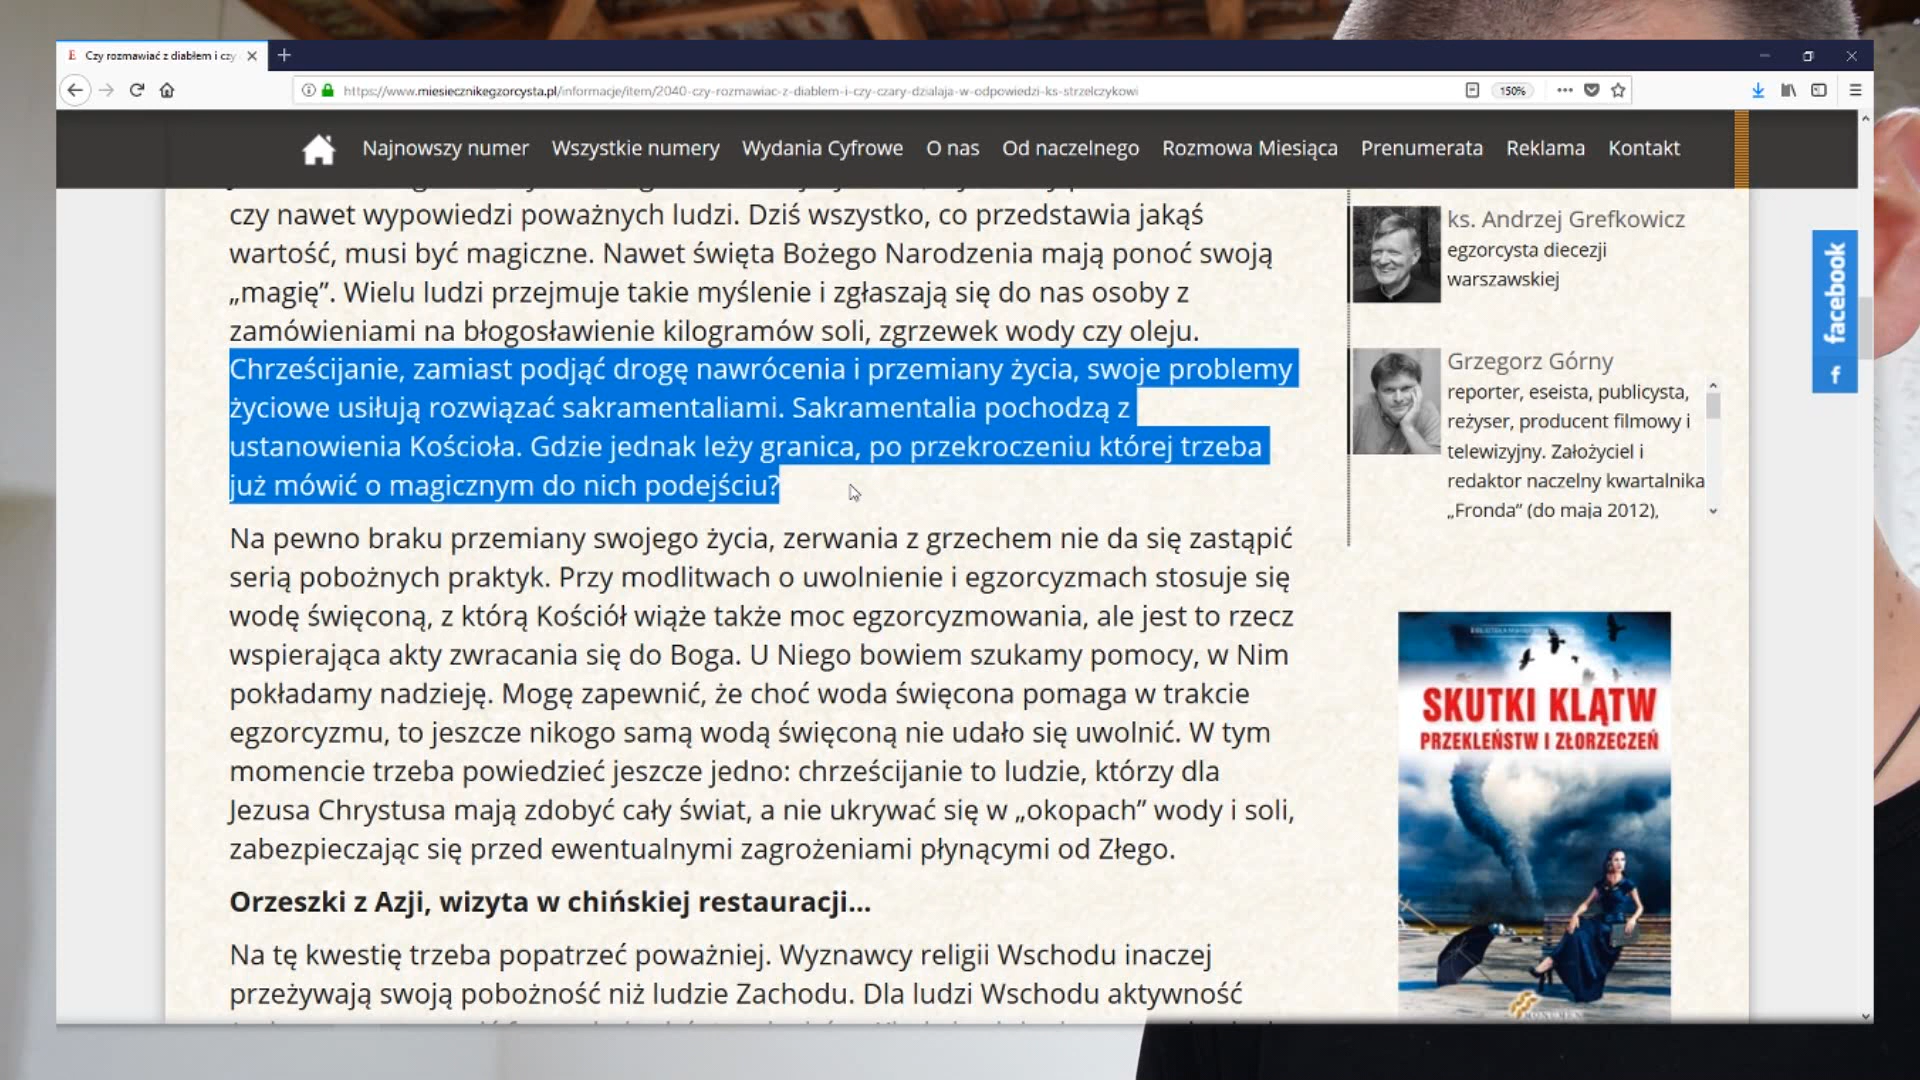 E Czy rozmawiać z diabłem i czy
https://www.miesiecznikegzorcysta.pl/informacje/item/2040-czy-rozmawiac-z-diablem-i-czy-czary-dzialaja-w-odpowiedzi-ks-strzelczykowi
150%
Najnowszy numer Wszystkie numery Wydania Cyfrowe O nas Od naczelnego Rozmowa Miesiąca Prenumerata Reklama Kontakt
czy nawet wypowiedzi poważnych ludzi. Dziś wszystko, co przedstawia jakąś
wartość, musi być magiczne. Nawet święta Bożego Narodzenia mają ponoć swoją
„magię”. Wielu ludzi przejmuje takie myślenie i zgłaszają się do nas osoby z
zamówieniami na błogosławienie kilogramów soli, zgrzewek wody czy oleju.
Chrześcijanie, zamiast podjąć drogę nawrócenia i przemiany życia, swoje problemy
życiowe usiłują rozwiązać sakramentaliami. Sakramentalia pochodzą z
ustanowienia Kościoła. Gdzie jednak leży granica, po przekroczeniu której trzeba
już mówić o magicznym do nich podejściu?
Na pewno braku przemiany swojego życia, zerwania z grzechem nie da się zastąpić
serią pobożnych praktyk. Przy modlitwach o uwolnienie i egzorcyzmach stosuje się
wodę święconą, z którą Kościół wiąże także moc egzorcyzmowania, ale jest to rzecz
wspierająca akty zwracania się do Boga. U Niego bowiem szukamy pomocy, w Nim
pokładamy nadzieję. Mogę zapewnić, że choć woda święcona pomaga w trakcie
egzorcyzmu, to jeszcze nikogo samą wodą święconą nie udało się uwolnić. W tym
momencie trzeba powiedzieć jeszcze jedno: chrześcijanie to ludzie, którzy dla
Jezusa Chrystusa mają zdobyć cały świat, a nie ukrywać się w „okopach” wody i soli,
zabezpieczając się przed ewentualnymi zagrożeniami płynącymi od Złego.
Orzeszki z Azji, wizyta w chińskiej restauracji...
Na tę kwestię trzeba popatrzeć poważniej. Wyznawcy religii Wschodu inaczej
przeżywają swoją pobożność niż ludzie Zachodu. Dla ludzi Wschodu aktywność
ks. Andrzej Grefkowicz
egzorcysta diecezji
warszawskiej
Grzegorz Górny
reporter, eseista, publicysta,
reżyser, producent filmowy i
telewizyjny. Założyciel i
redaktor naczelny kwartalnika
„Fronda” (do maja 2012),
SKUTKI KLĄTW
PRZEKLEŃSTW I ZŁORZECZEŃ
MONUMEN
facebook
f